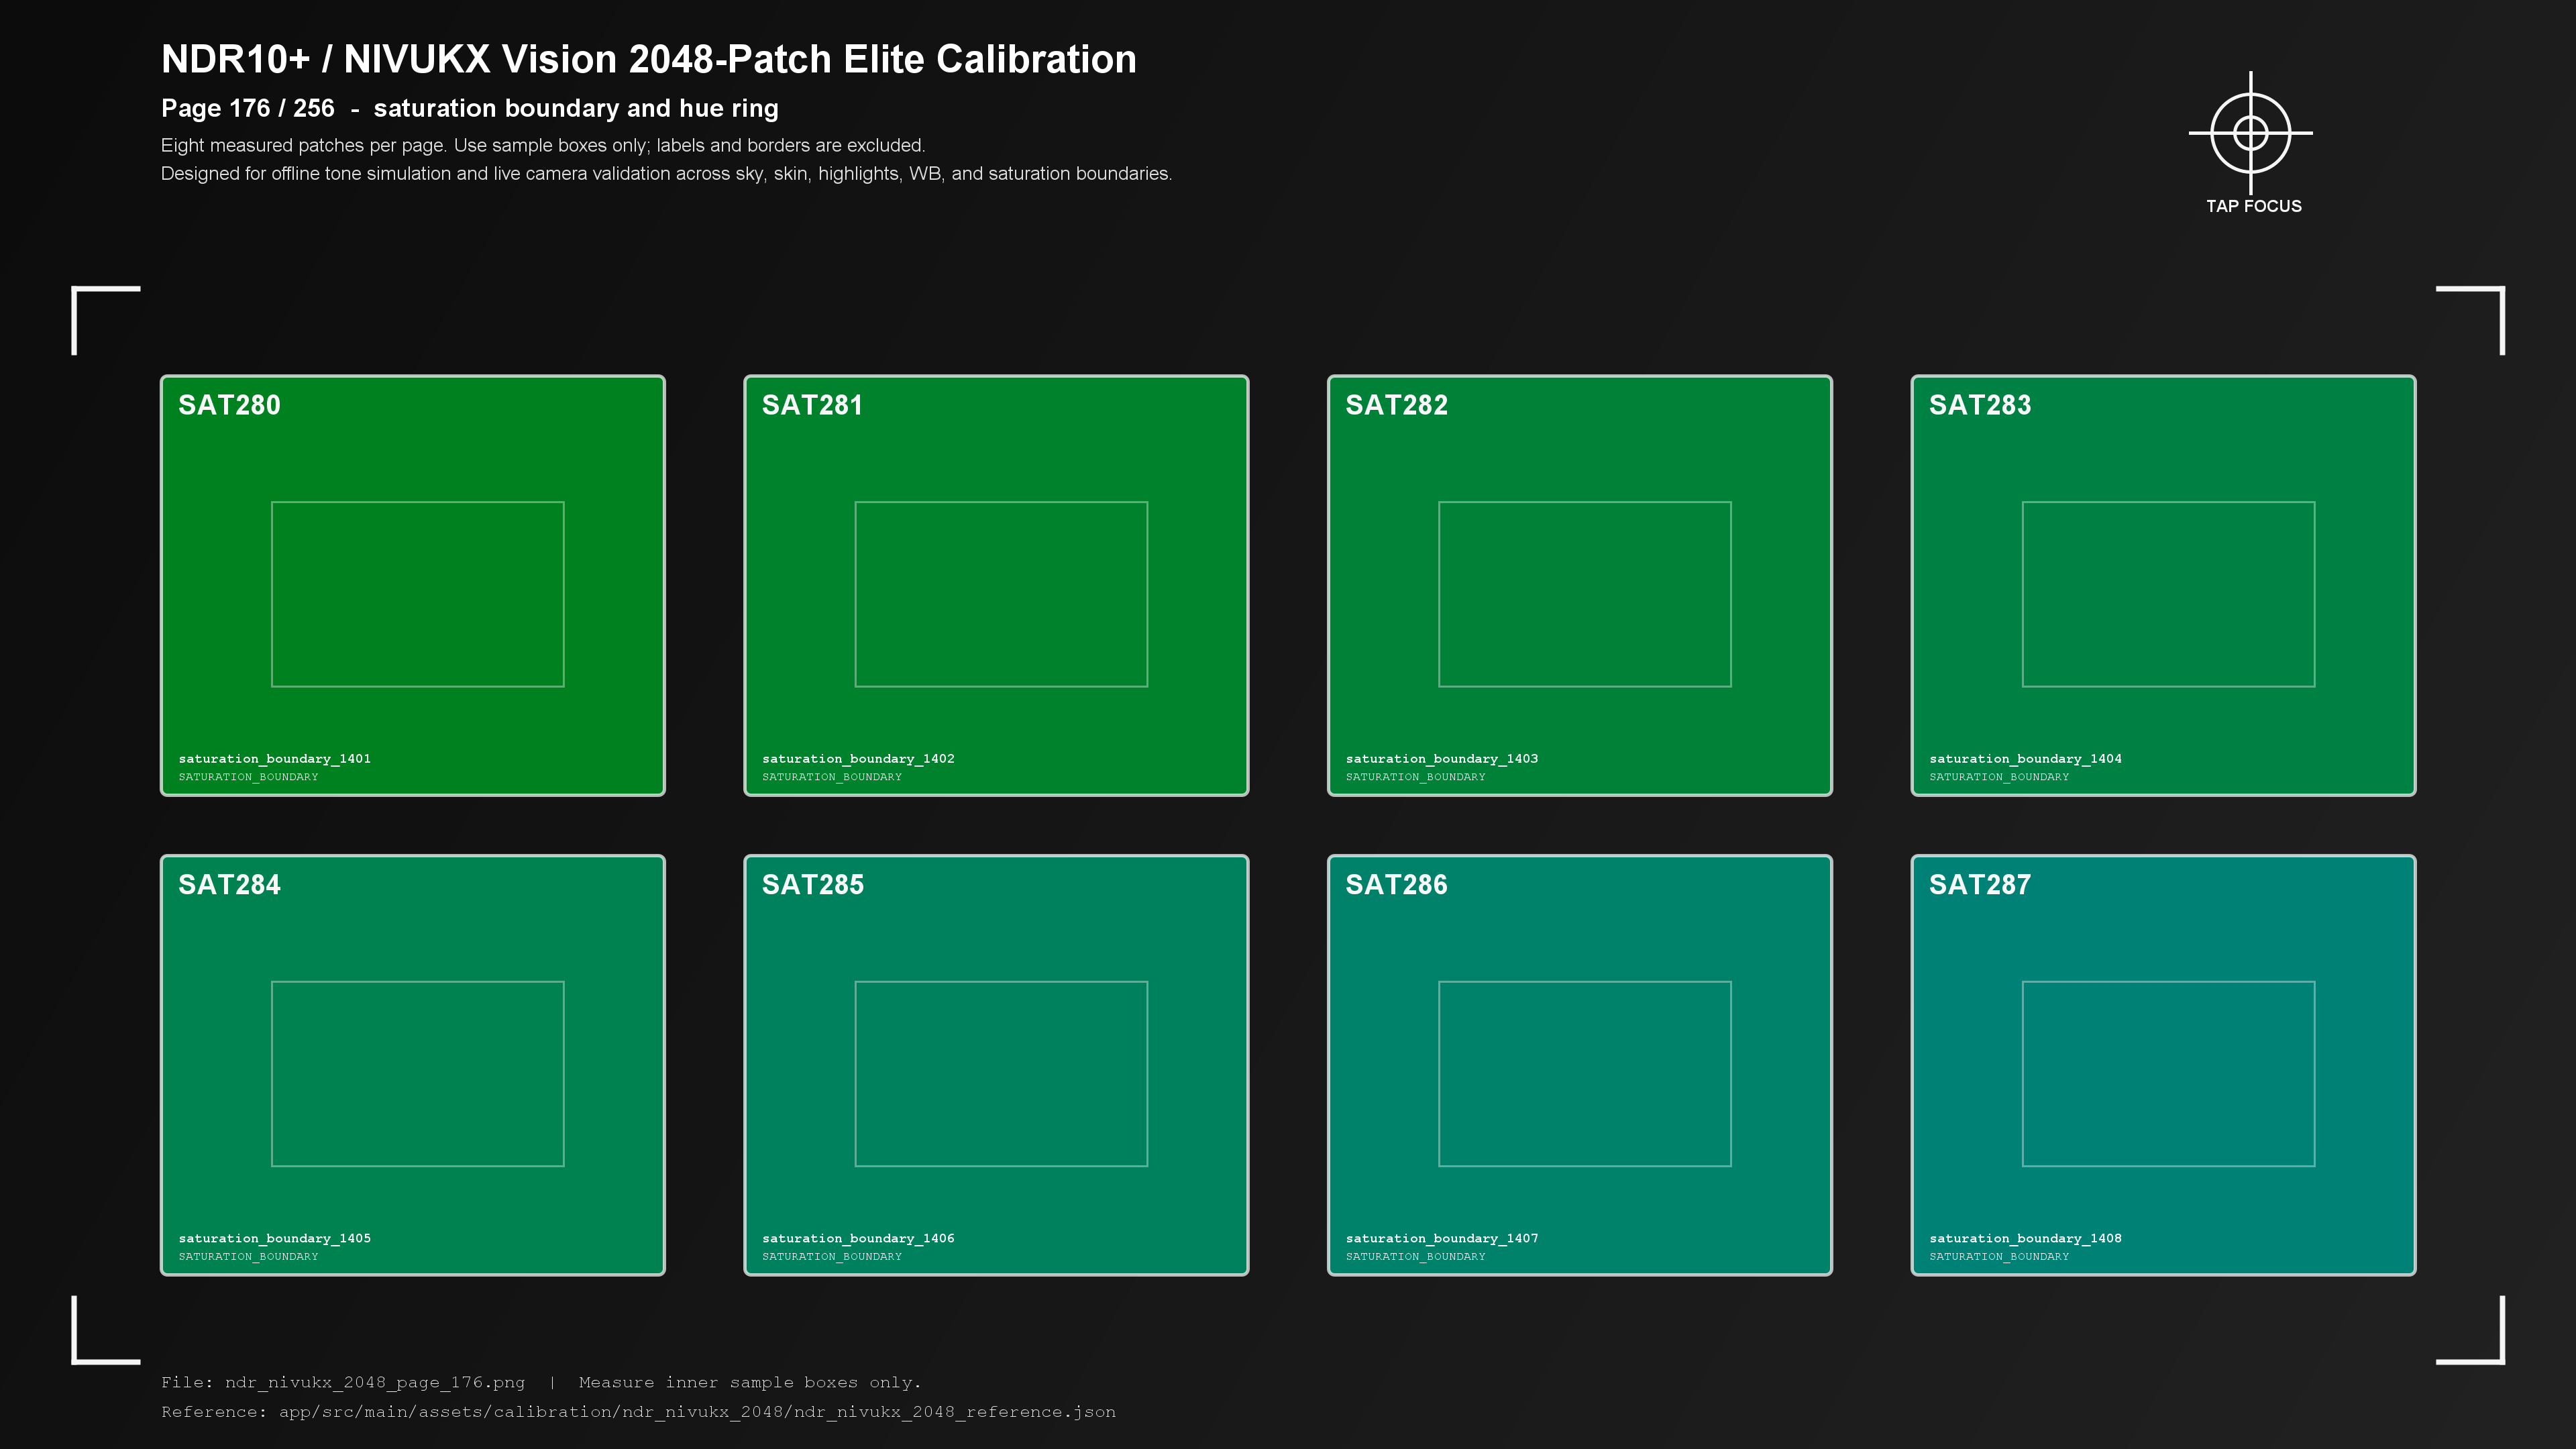 NDR10+ / NIVUKX Vision 2048-Patch Elite Calibration
Page 176 / 256  -  saturation boundary and hue ring
Eight measured patches per page. Use sample boxes only; labels and borders are excluded.
Designed for offline tone simulation and live camera validation across sky, skin, highlights, WB, and saturation boundaries.
TAP FOCUS
SAT280
saturation_boundary_1401
SATURATION_BOUNDARY
SAT281
saturation_boundary_1402
SATURATION_BOUNDARY
SAT282
saturation_boundary_1403
SATURATION_BOUNDARY
SAT283
saturation_boundary_1404
SATURATION_BOUNDARY
SAT284
saturation_boundary_1405
SATURATION_BOUNDARY
SAT285
saturation_boundary_1406
SATURATION_BOUNDARY
SAT286
saturation_boundary_1407
SATURATION_BOUNDARY
SAT287
saturation_boundary_1408
SATURATION_BOUNDARY
File: ndr_nivukx_2048_page_176.png  |  Measure inner sample boxes only.
Reference: app/src/main/assets/calibration/ndr_nivukx_2048/ndr_nivukx_2048_reference.json